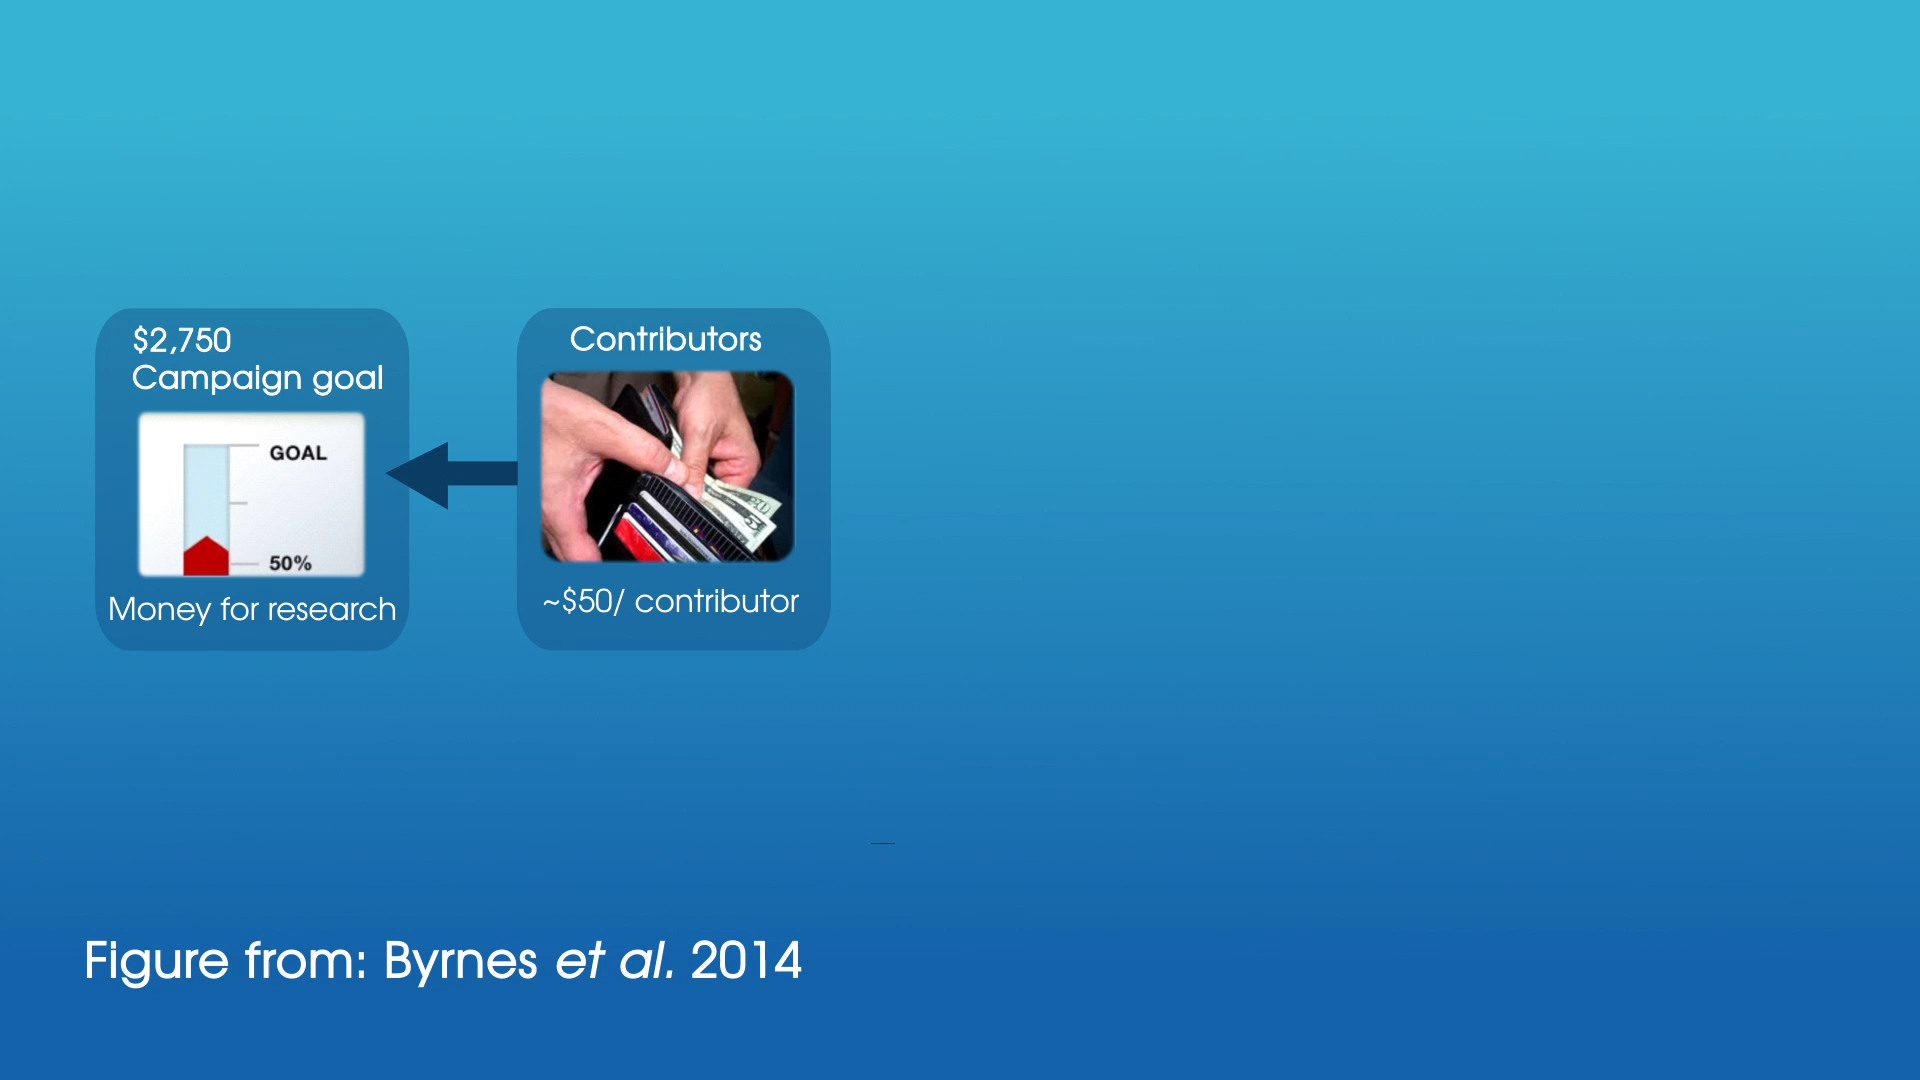 $2,750
Campaign goal
GOAL
50%
Money for research
Contributors
~$50/ contributor
Figure from: Byrnes et al. 2014